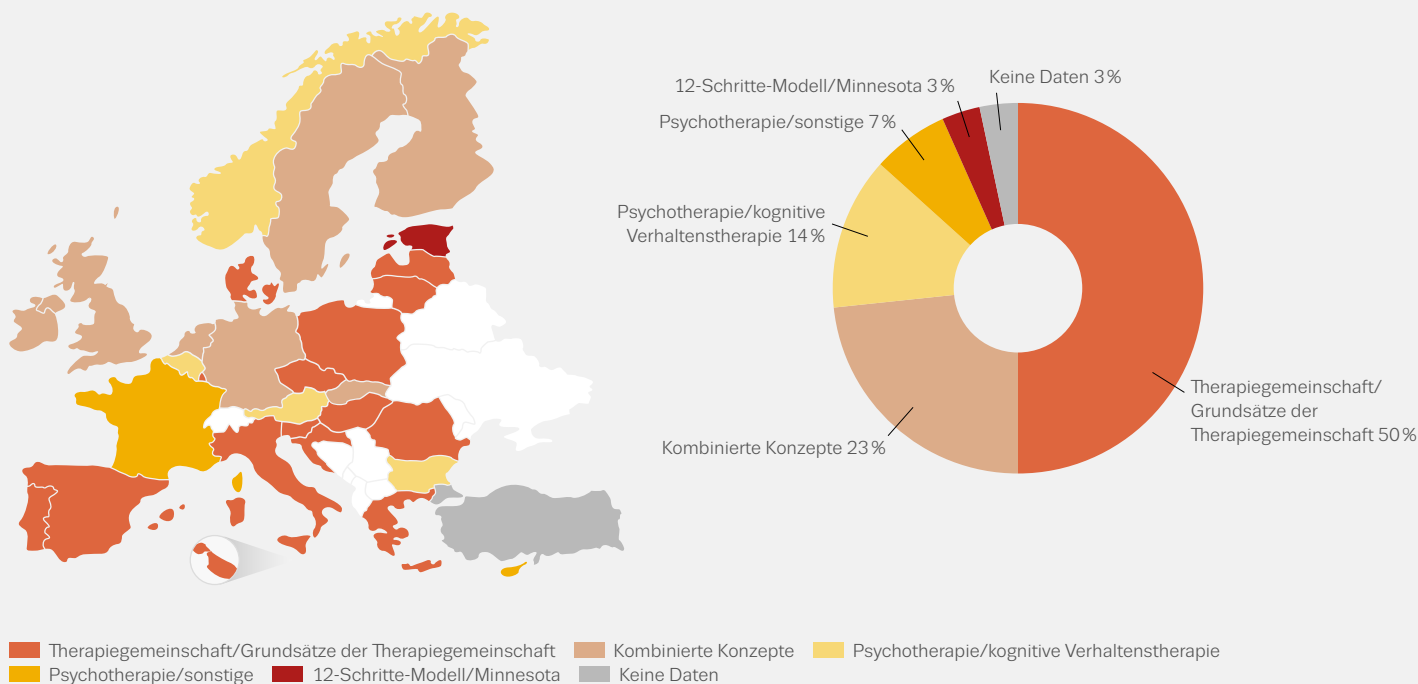 Keine Daten 3 %
12-Schritte-Modell/Minnesota 3 %
Psychotherapie/sonstige 7 %
Psychotherapie/kognitive
Verhaltenstherapie 14 %
Therapiegemeinschaft/
Grundsätze der
Therapiegemeinschaft 50 %
Kombinierte Konzepte 23 %
Therapiegemeinschaft/Grundsätze der Therapiegemeinschaft Kombinierte Konzepte Psychotherapie/kognitive Verhaltenstherapie
Psychotherapie/sonstige 12-Schritte-Modell/Minnesota Keine Daten